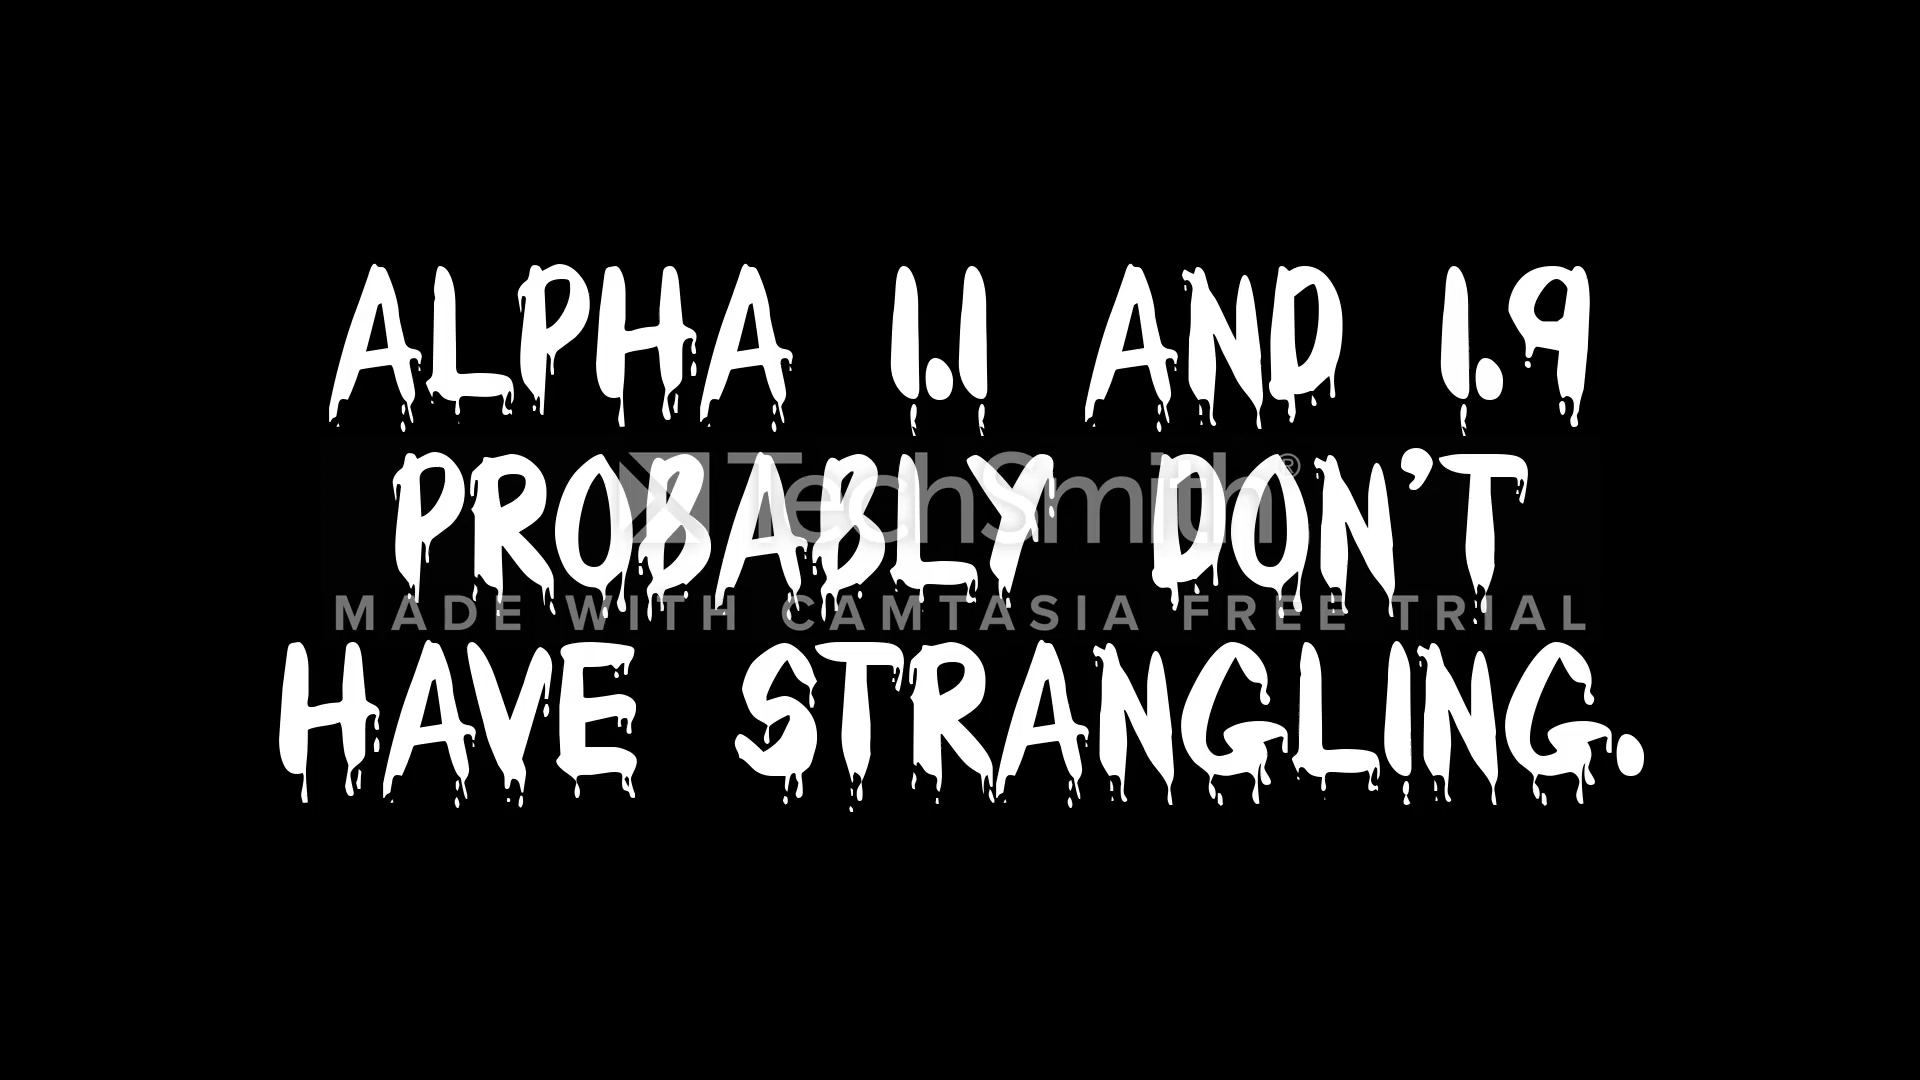 ALPHA 1.1 AND 1.9
PROBABLY DON'T
TechSmith®
MADE WITH CAMTASIA FREE TRIAL
HAVE STRANGLING.